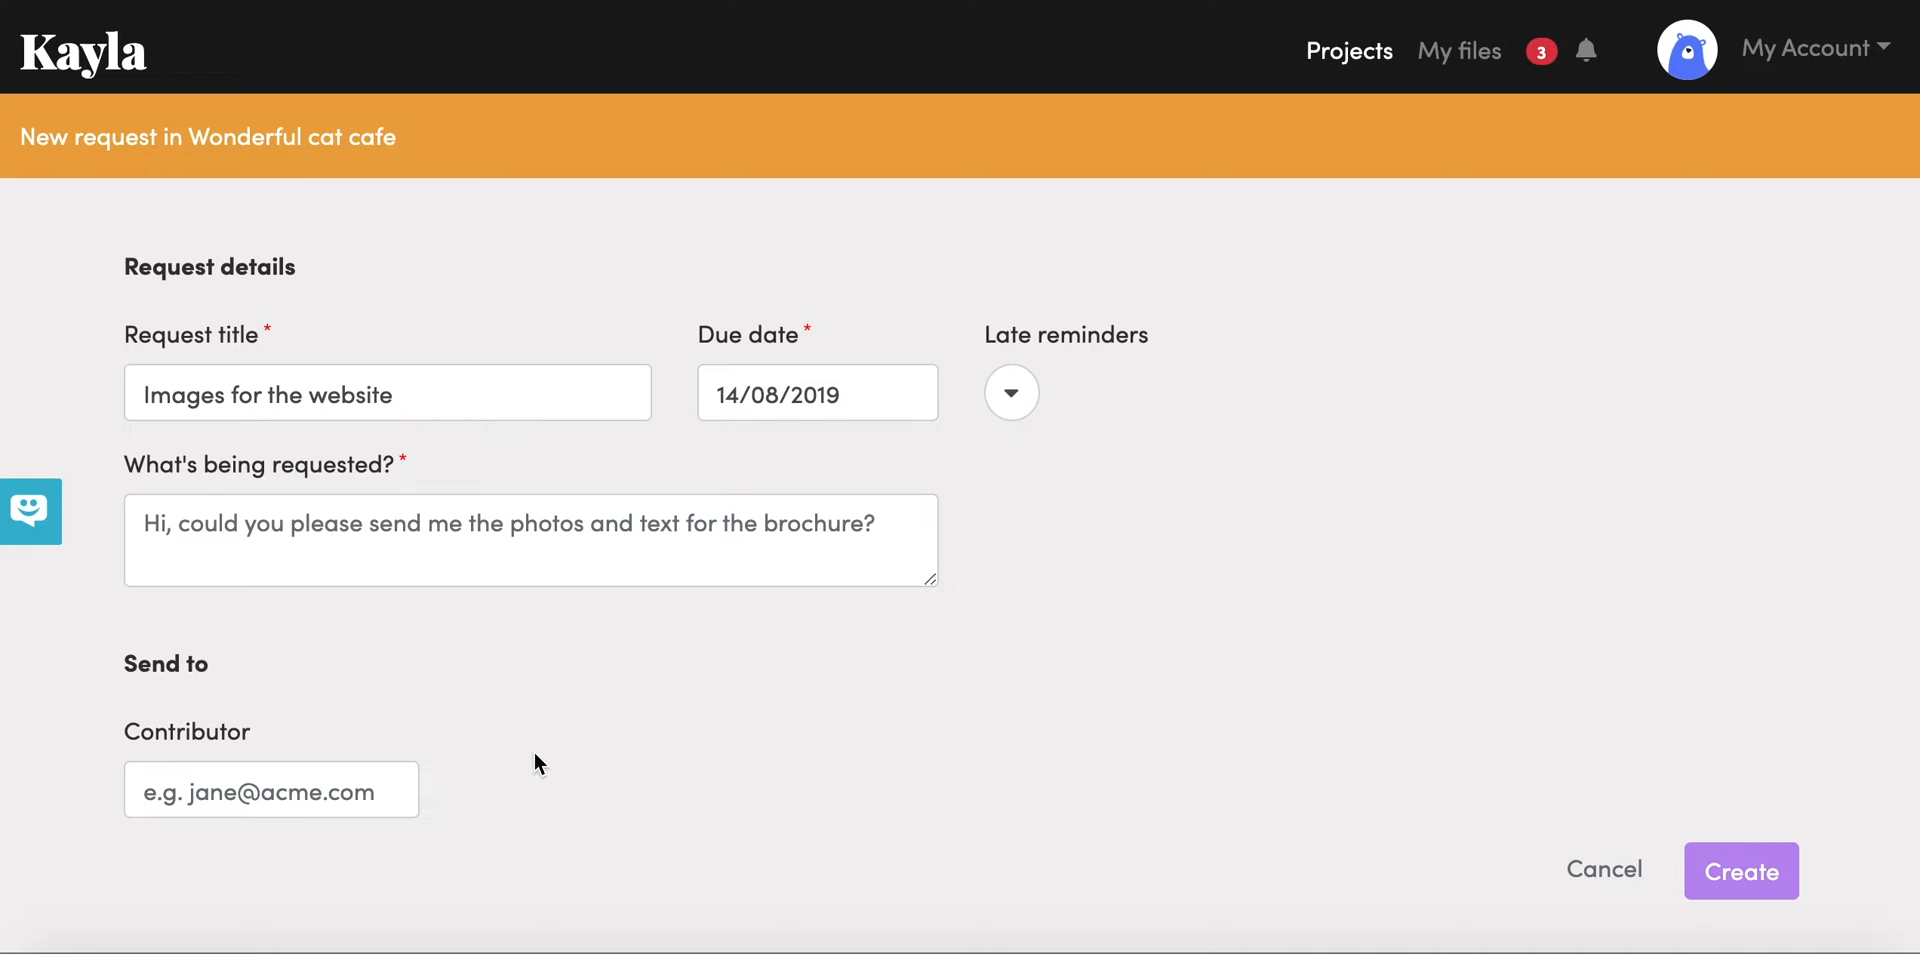 Kayla
Projects My files 3 My Account
New request in Wonderful cat cafe
Request details
Request title * Due date * Late reminders
Images for the website 14/08/2019
What's being requested? *
Hi, could you please send me the photos and text for the brochure?
Send to
Contributor
e.g. jane@acme.com
Cancel Create